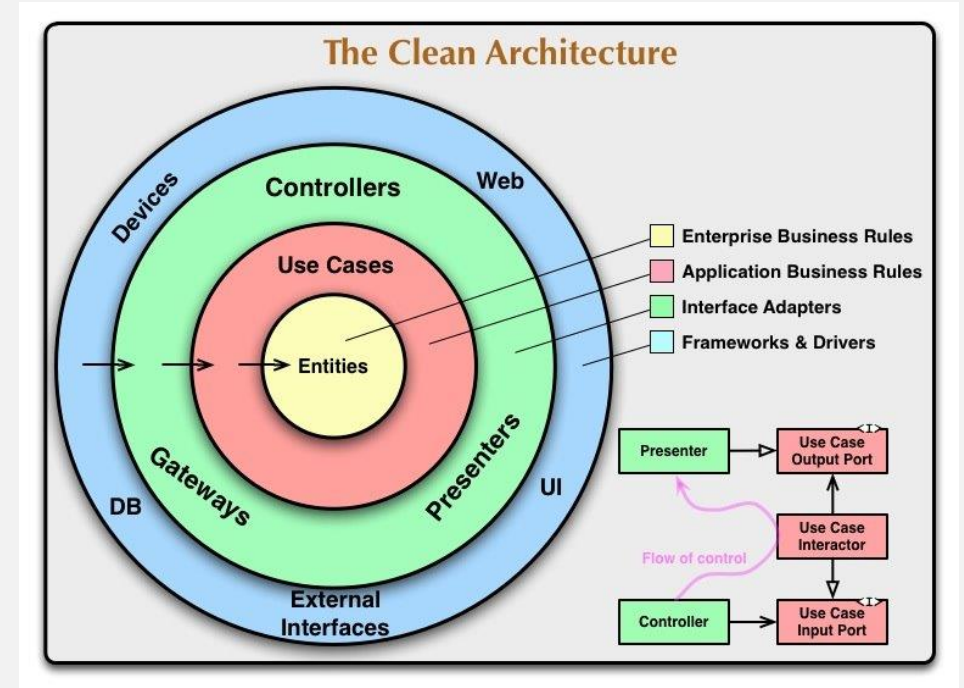 The Clean Architecture
Devices
Web
Controllers
Use Cases
Entities
Gateways
Presenters
DB
UI
External
Interfaces
Enterprise Business Rules
Application Business Rules
Interface Adapters
Frameworks & Drivers
Presenter
<I>
Use Case
Output Port
Flow of control
Use Case
Interactor
Controller
<I>
Use Case
Input Port